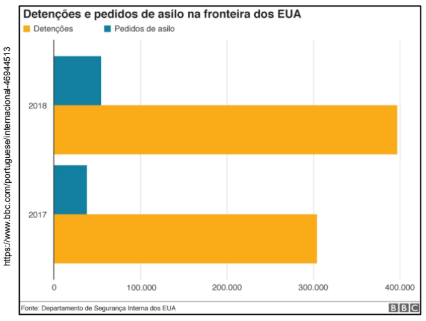 Detenções e pedidos de asilo na fronteira dos EUA
Detenções
Pedidos de asilo
2018
2017
0
100.000
200.000
300.000
400.000
Fonte: Departamento de Segurança Interna dos EUA
BBC
https://www.bbc.com/portuguese/internacional-46944513